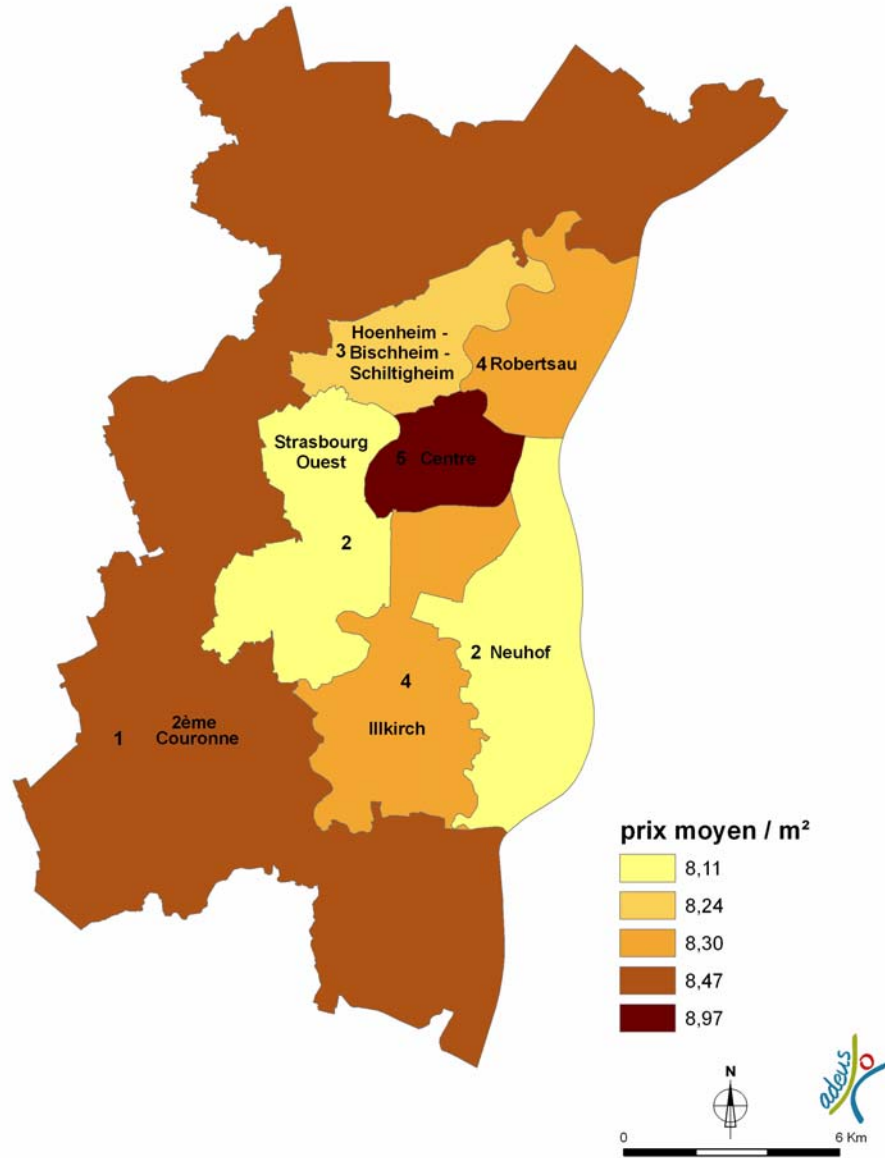 Hoenheim -
3 Bischheim -
Schiltigheim
4 Robertsau
Strasbourg
Ouest
5 Centre
2
2 Neuhof
4
Illkirch
1 2ème
Couronne
prix moyen / m²
8,11
8,24
8,30
8,47
8,97
N
adeus
0 6 Km